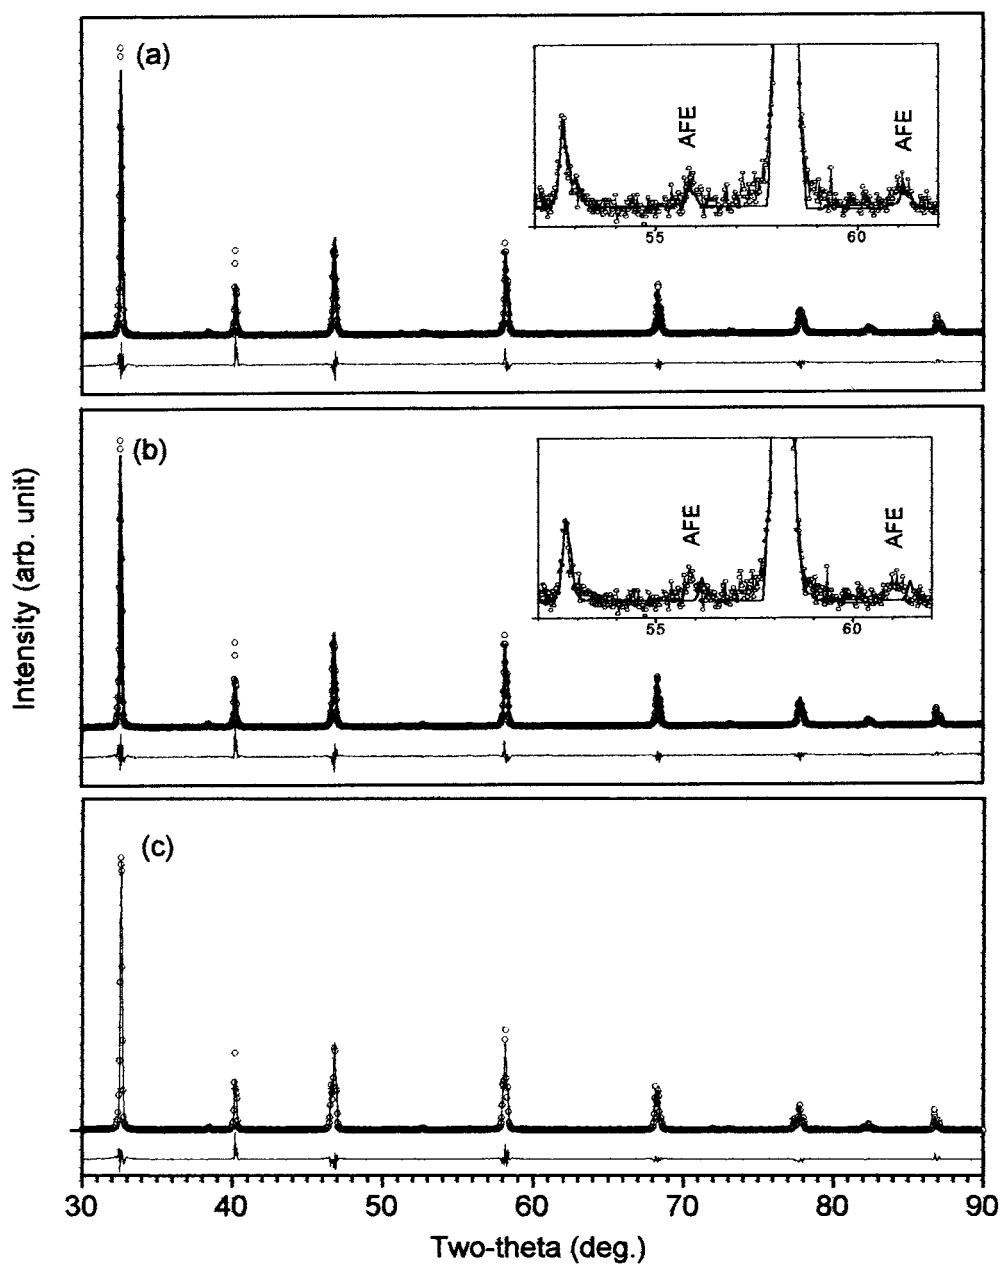 (a)
AFE
AFE
55
60
(b)
AFE
AFE
55
60
Intensity (arb. unit)
(c)
30 40 50 60 70 80 90
Two-theta (deg.)